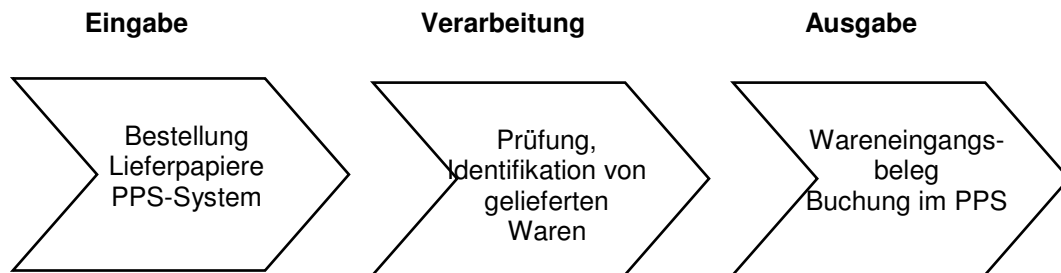 Eingabe
Verarbeitung
Ausgabe
Bestellung
Lieferpapiere
PPS-System
Prüfung,
Identifikation von
gelieferten
Waren
Wareneingangs-
beleg
Buchung im PPS